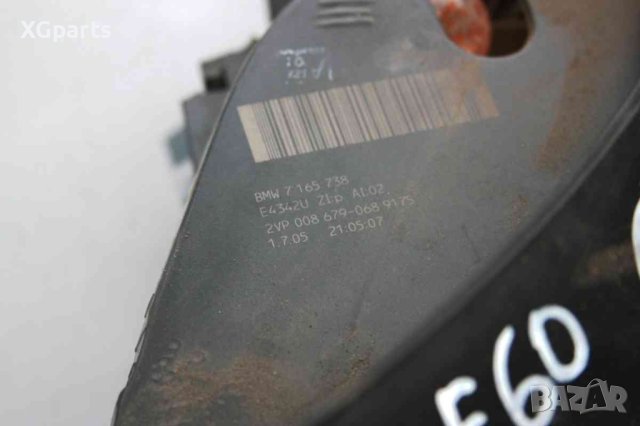 XGparts
BMW 7 165 738
E4342U ZI:p AI:02
2VP 008 679-068 9175
1.7.05 21:05:07
E60
BAZAR